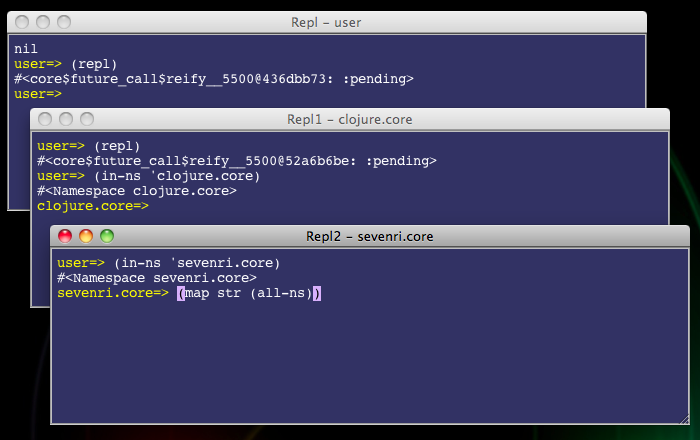 Repl – user
nil
user=> (repl)
#<core$future_call$reify__5500@436dbb73: :pending>
user=>
Repl1 – clojure.core
user=> (repl)
#<core$future_call$reify__5500@52a6b6be: :pending>
user=> (in-ns 'clojure.core)
#<Namespace clojure.core>
clojure.core=>
Repl2 – sevenri.core
user=> (in-ns 'sevenri.core)
#<Namespace sevenri.core>
sevenri.core=> (map str (all-ns))